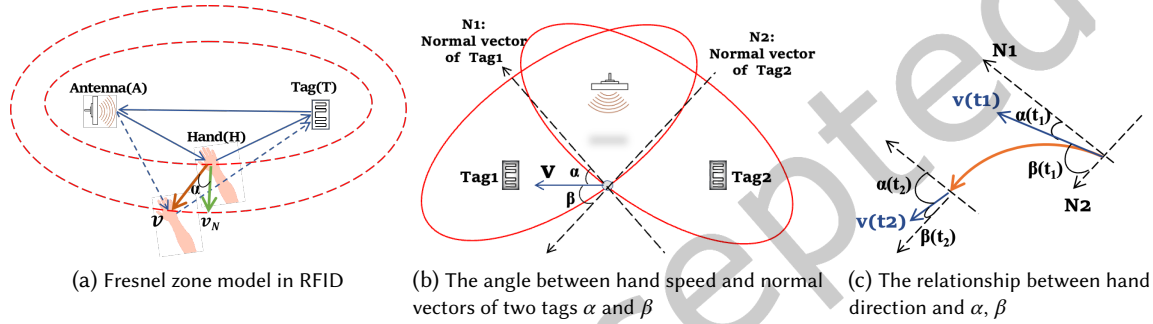 Antenna(A)
Tag(T)
Hand(H)
α
v
v_N
(a) Fresnel zone model in RFID
N1:
Normal vector
of Tag1
N2:
Normal vector
of Tag2
Tag1
V
α
β
Tag2
(b) The angle between hand speed and normal
vectors of two tags α and β
N1
v(t1)
α(t₁)
β(t₁)
N2
α(t₂)
v(t2)
β(t₂)
(c) The relationship between hand
direction and α, β
cepted